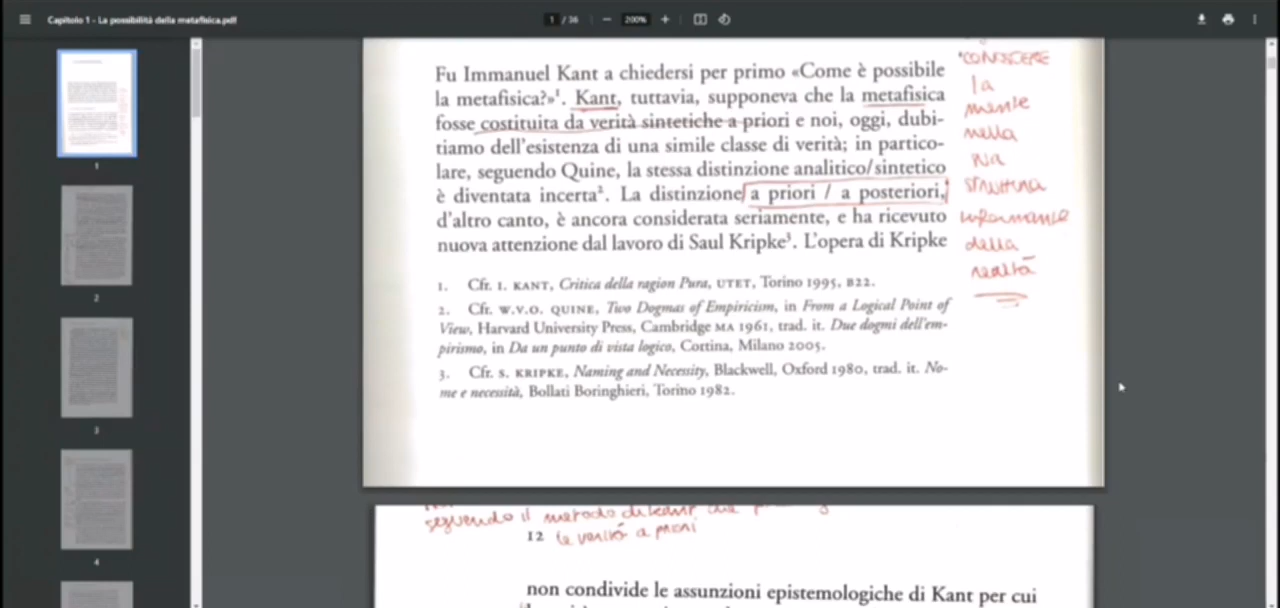 Capitolo 1 - La possibilità della metafisica.pdf
1 / 36
200%
Fu Immanuel Kant a chiedersi per primo «Come è possibile
la metafisica?»¹. Kant, tuttavia, supponeva che la metafisica
fosse costituita da verità sintetiche a priori e noi, oggi, dubi-
tiamo dell'esistenza di una simile classe di verità; in partico-
lare, seguendo Quine, la stessa distinzione analitico/sintetico
è diventata incerta². La distinzione a priori / a posteriori,
d'altro canto, è ancora considerata seriamente, e ha ricevuto
nuova attenzione dal lavoro di Saul Kripke³. L'opera di Kripke
1. Cfr. I. KANT, Critica della ragion Pura, UTET, Torino 1995, B22.
2. Cfr. W.V.O. QUINE, Two Dogmas of Empiricism, in From a Logical Point of
View, Harvard University Press, Cambridge MA 1961, trad. it. Due dogmi dell'em-
pirismo, in Da un punto di vista logico, Cortina, Milano 2005.
3. Cfr. S. KRIPKE, Naming and Necessity, Blackwell, Oxford 1980, trad. it. No-
me e necessità, Bollati Boringhieri, Torino 1982.
CONOSCERE
la
mente
nella
sua
struttura
informante
della
realtà
seguendo il metodo di Kant
12 le verità a priori
non condivide le assunzioni epistemologiche di Kant per cui
1
2
3
4